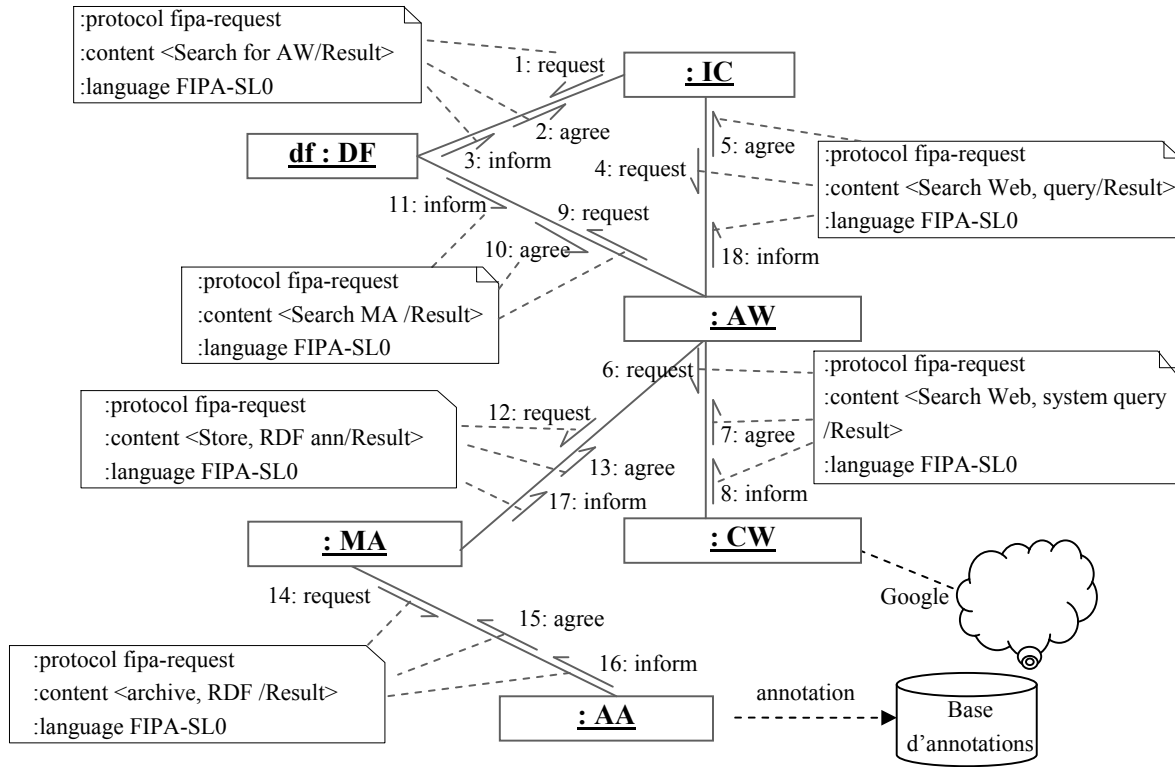 :protocol fipa-request
:content <Search for AW/Result>
:language FIPA-SL0
1: request
: IC
2: agree
df : DF
3: inform
5: agree
4: request
:protocol fipa-request
:content <Search Web, query/Result>
:language FIPA-SL0
11: inform
9: request
10: agree
18: inform
:protocol fipa-request
:content <Search MA /Result>
:language FIPA-SL0
: AW
6: request
:protocol fipa-request
:content <Search Web, system query
/Result>
:language FIPA-SL0
:protocol fipa-request
:content <Store, RDF ann/Result>
:language FIPA-SL0
12: request
7: agree
13: agree
17: inform
8: inform
: MA
: CW
14: request
Google
15: agree
16: inform
:protocol fipa-request
:content <archive, RDF /Result>
:language FIPA-SL0
: AA
annotation
Base
d’annotations